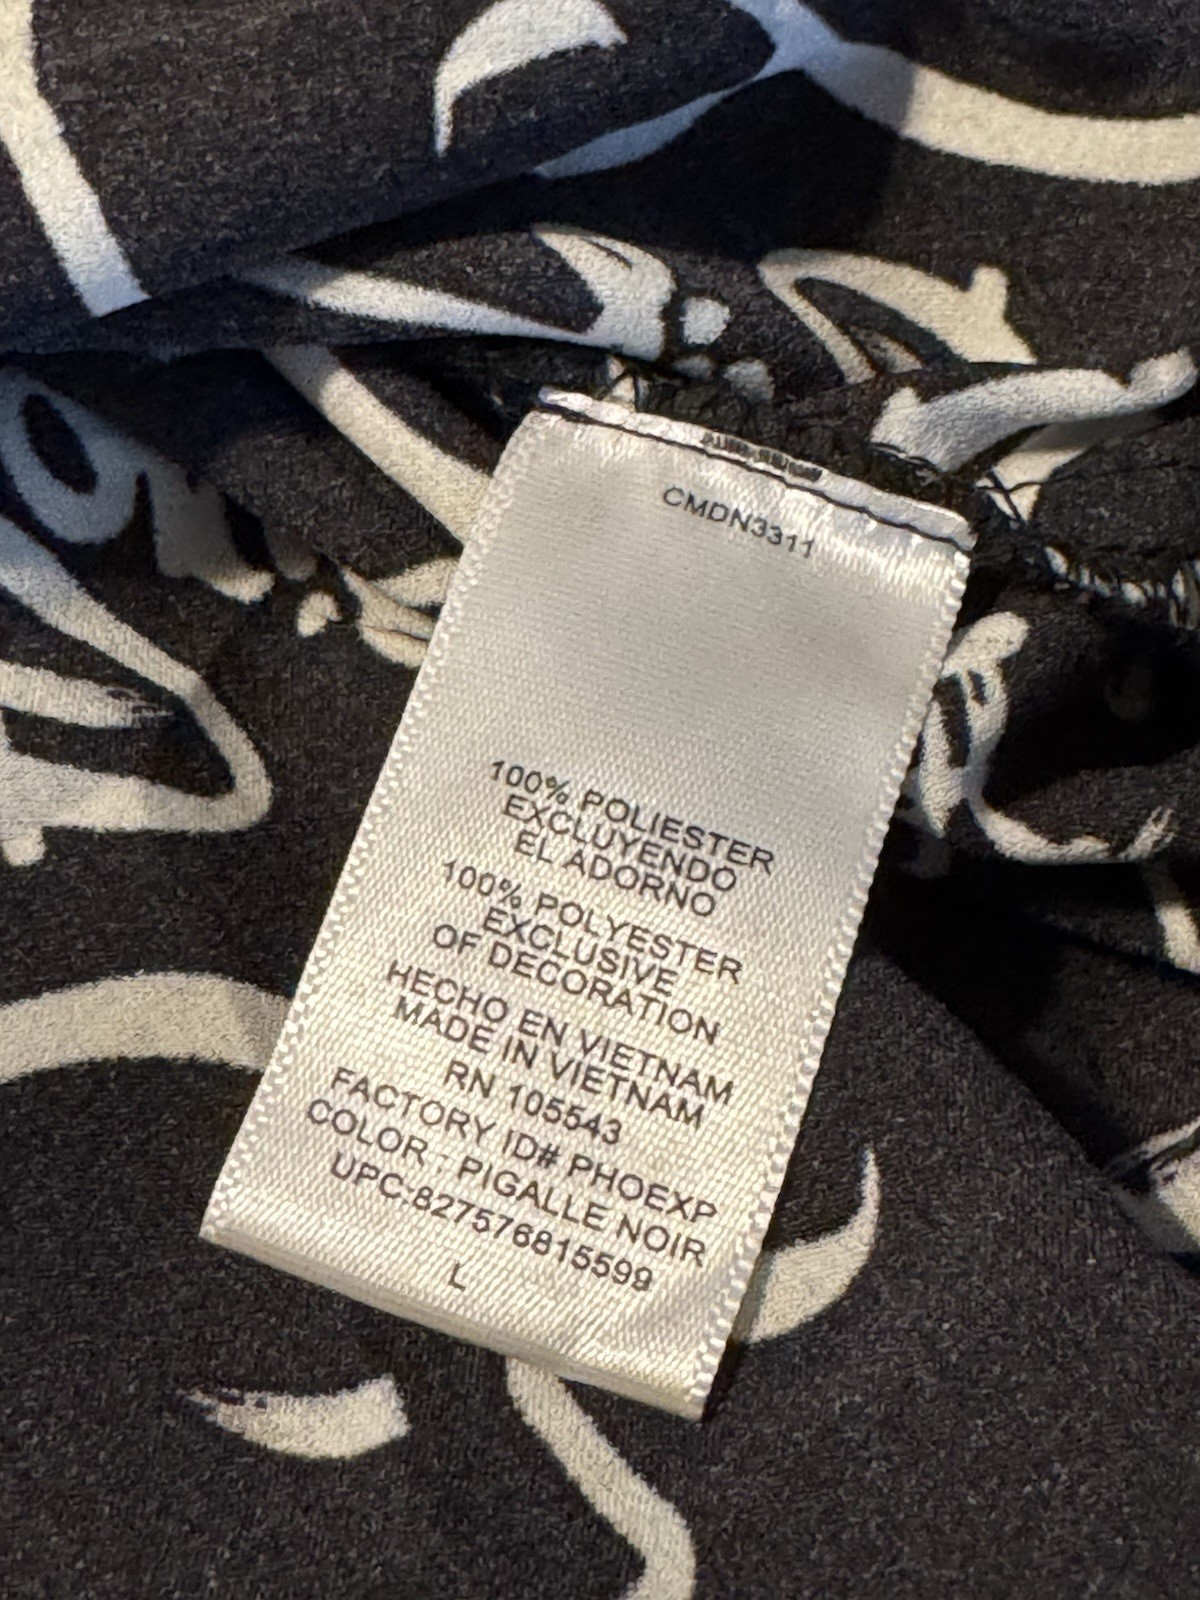 CMDN3311
100% POLIESTER
EXCLUYENDO
EL ADORNO
100% POLYESTER
EXCLUSIVE
OF DECORATION
HECHO EN VIETNAM
MADE IN VIETNAM
RN 105543
FACTORY ID# PHOEXP
COLOR : PIGALLE NOIR
UPC:827576815599
L